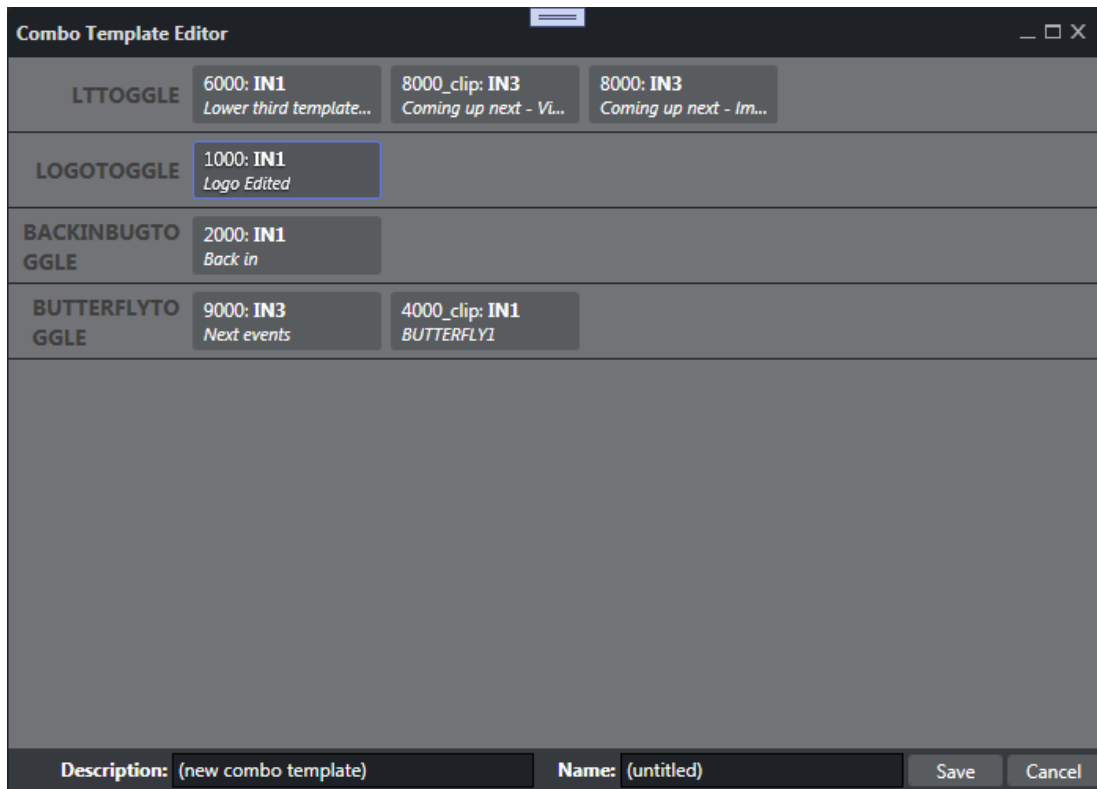 Combo Template Editor
LTTOGGLE
6000: IN1
Lower third template...
8000_clip: IN3
Coming up next - Vi...
8000: IN3
Coming up next - Im...
LOGOTOGGLE
1000: IN1
Logo Edited
BACKINBUGTO
GGLE
2000: IN1
Back in
BUTTERFLYTO
GGLE
9000: IN3
Next events
4000_clip: IN1
BUTTERFLY1
Description: (new combo template) Name: (untitled) Save Cancel